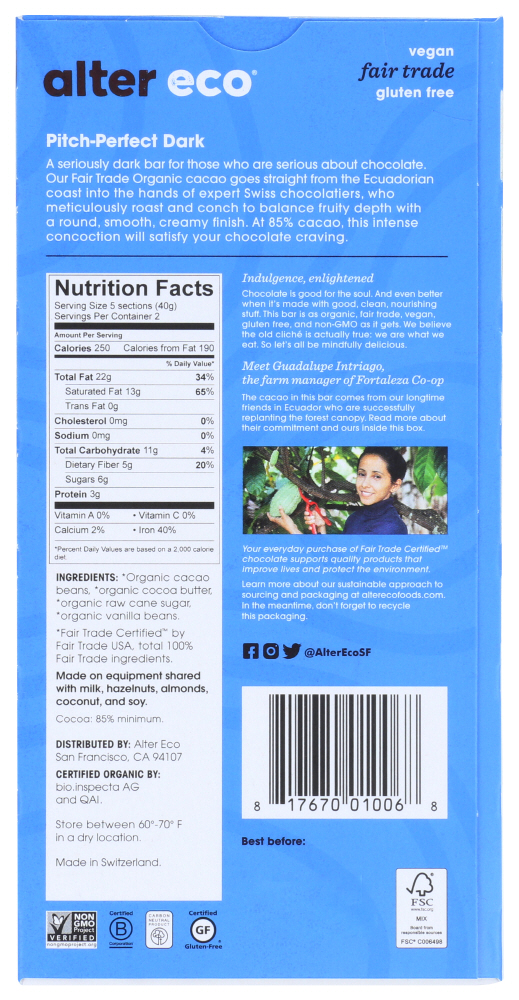 alter eco®
vegan
fair trade
gluten free
Pitch-Perfect Dark
A seriously dark bar for those who are serious about chocolate.
Our Fair Trade Organic cacao goes straight from the Ecuadorian
coast into the hands of expert Swiss chocolatiers, who
meticulously roast and conch to balance fruity depth with
a round, smooth, creamy finish. At 85% cacao, this intense
concoction will satisfy your chocolate craving.
Nutrition Facts
Serving Size 5 sections (40g)
Servings Per Container 2
Amount Per Serving
Calories 250 Calories from Fat 190
% Daily Value*
Total Fat 22g 34%
Saturated Fat 13g 65%
Trans Fat 0g
Cholesterol 0mg 0%
Sodium 0mg 0%
Total Carbohydrate 11g 4%
Dietary Fiber 5g 20%
Sugars 6g
Protein 3g
Vitamin A 0% • Vitamin C 0%
Calcium 2% • Iron 40%
*Percent Daily Values are based on a 2,000 calorie
diet.
INGREDIENTS: *Organic cacao
beans, *organic cocoa butter,
*organic raw cane sugar,
*organic vanilla beans.
*Fair Trade Certified™ by
Fair Trade USA, total 100%
Fair Trade ingredients.
Made on equipment shared
with milk, hazelnuts, almonds,
coconut, and soy.
Cocoa: 85% minimum.
DISTRIBUTED BY: Alter Eco
San Francisco, CA 94107
CERTIFIED ORGANIC BY:
bio.inspecta AG
and QAI.
Store between 60°-70° F
in a dry location.
Made in Switzerland.
Indulgence, enlightened
Chocolate is good for the soul. And even better
when it's made with good, clean, nourishing
stuff. This bar is as organic, fair trade, vegan,
gluten free, and non-GMO as it gets. We believe
the old cliché is actually true: we are what we
eat. So let's all be mindfully delicious.
Meet Guadalupe Intriago,
the farm manager of Fortaleza Co-op
The cacao in this bar comes from our longtime
friends in Ecuador who are successfully
replanting the forest canopy. Read more about
their commitment and ours inside this box.
Your everyday purchase of Fair Trade Certified™
chocolate supports quality products that
improve lives and protect the environment.
Learn more about our sustainable approach to
sourcing and packaging at alterecofoods.com.
In the meantime, don't forget to recycle
this packaging.
@AlterEcoSF
8 17670 01006 8
Best before:
NON
GMO
Project
VERIFIED
nongmoproject.org
Certified
B
Corporation
CARBON
NEUTRAL
PRODUCT
Certified
GF
Gluten-Free
FSC
www.fsc.org
MIX
Board from
responsible sources
FSC® C006498